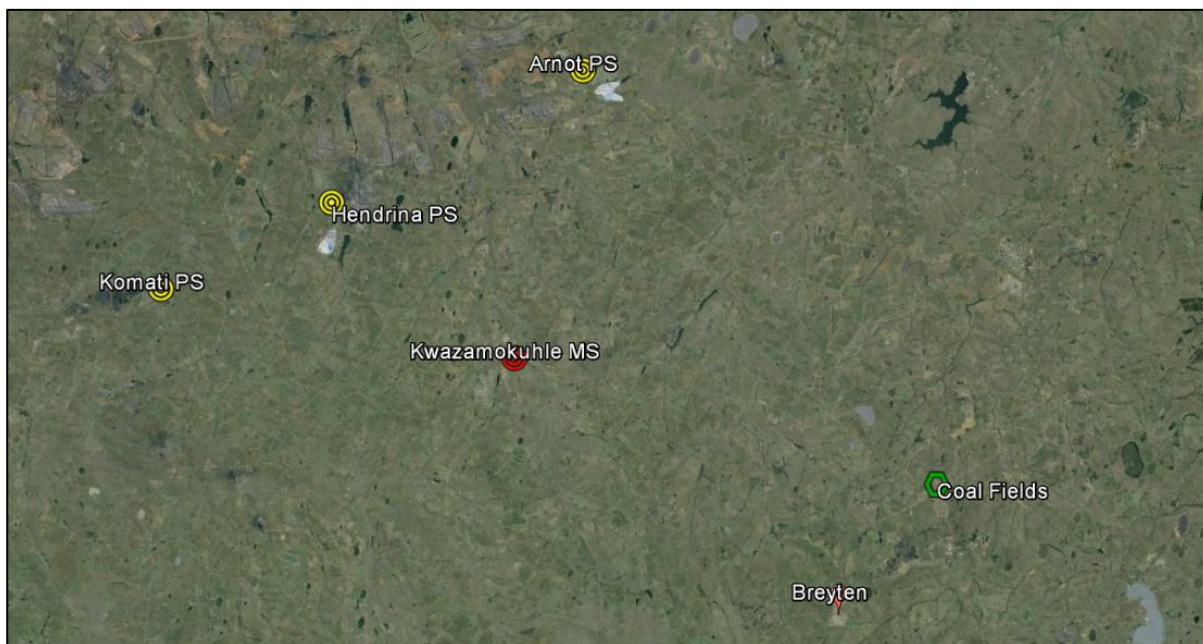 Arnot PS
Hendrina PS
Komati PS
Kwazamokuhle MS
Coal Fields
Breyten